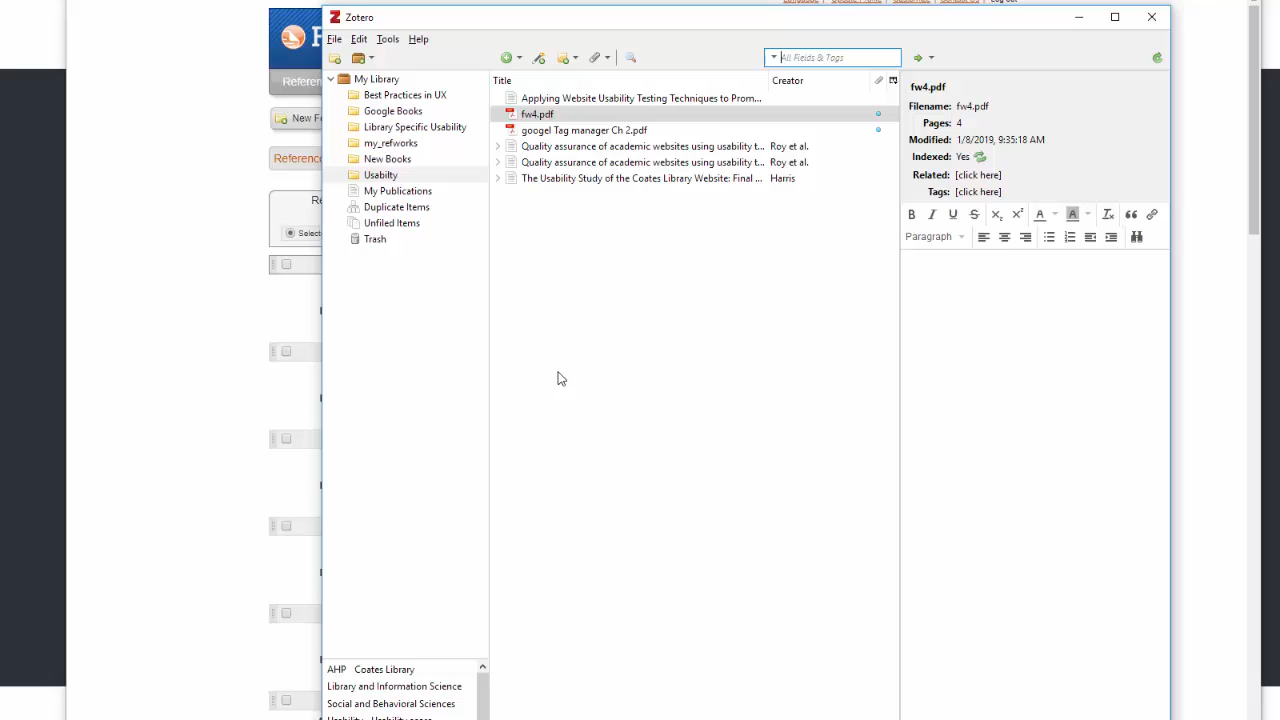 Zotero
File Edit Tools Help
All Fields & Tags
My Library
Best Practices in UX
Google Books
Library Specific Usability
my_refworks
New Books
Usabilty
My Publications
Duplicate Items
Unfiled Items
Trash
AHP Coates Library
Library and Information Science
Social and Behavioral Sciences
Title Creator
Applying Website Usability Testing Techniques to Prom...
fw4.pdf
googel Tag manager Ch 2.pdf
Quality assurance of academic websites using usability t... Roy et al.
Quality assurance of academic websites using usability t... Roy et al.
The Usability Study of the Coates Library Website: Final ... Harris
fw4.pdf
Filename: fw4.pdf
Pages: 4
Modified: 1/8/2019, 9:35:18 AM
Indexed: Yes
Related: [click here]
Tags: [click here]
Paragraph
Referen
New F
Reference
Re
Select